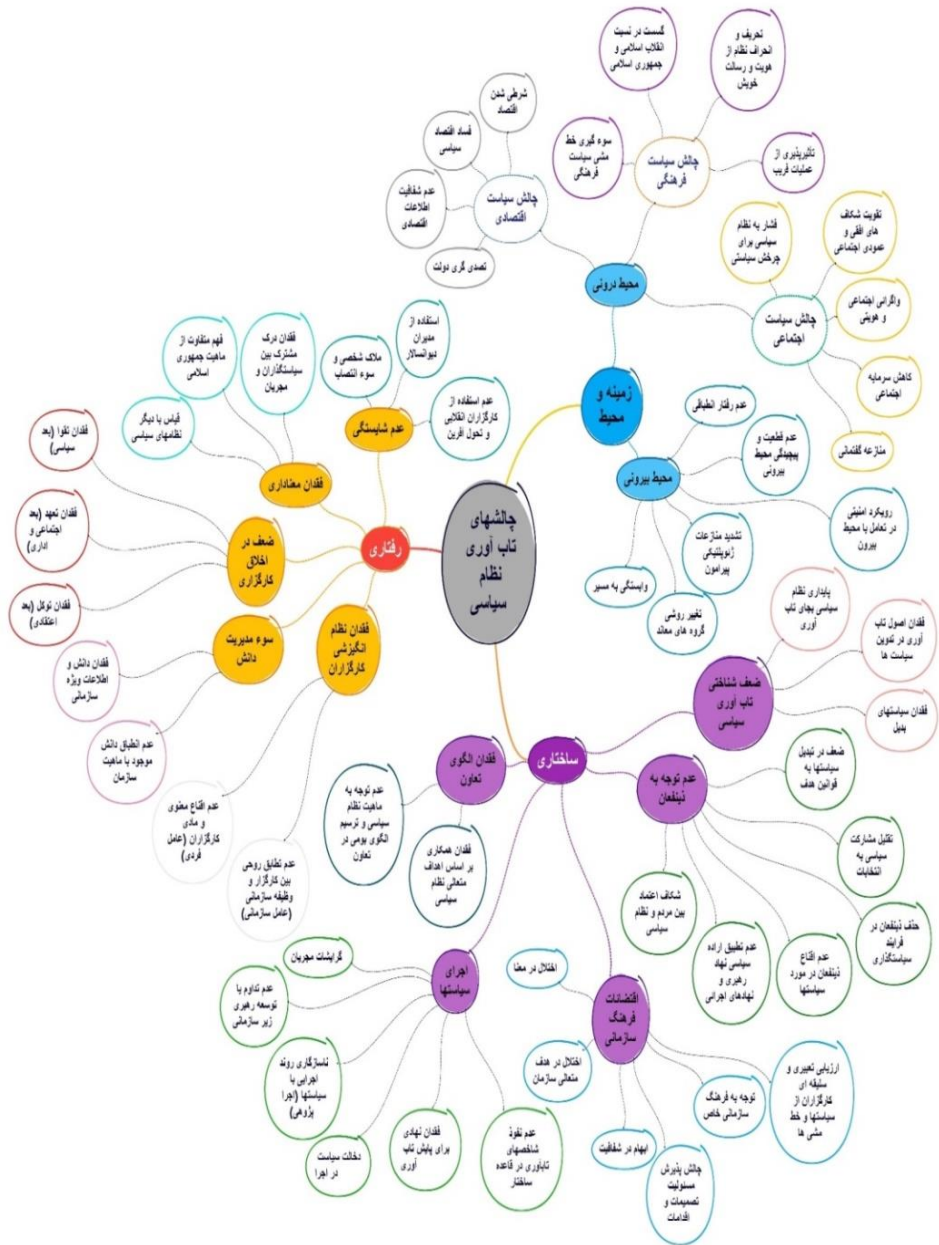 چالشهای
تاب آوری
نظام
سیاسی
زمینه و
محیط
محیط درونی
چالش سیاست
فرهنگی
گسست در نسبت
انقلاب اسلامی و
جمهوری اسلامی
تحریف و
انحراف نظام از
هویت و رسالت
خویش
سوء گیری خط
مشی سیاست
فرهنگی
تأثیرپذیری از
عملیات فریب
چالش سیاست
اقتصادی
شرطی شدن
اقتصاد
فساد اقتصاد
سیاسی
عدم شفافیت
اطلاعات
اقتصادی
تصدی گری دولت
چالش سیاست
اجتماعی
فشار به نظام
سیاسی برای
چرخش سیاستی
تقویت شکاف
های افقی و
عمودی اجتماعی
واگرائی اجتماعی
و هویتی
کاهش سرمایه
اجتماعی
منازعه گفتمانی
محیط بیرونی
عدم رفتار انطباقی
عدم قطعیت و
پیچیدگی محیط
بیرونی
رویکرد امنیتی
در تعامل با محیط
بیرون
تشدید منازعات
ژئوپلتیکی
پیرامون
تغییر روشی
گروه های معاند
وابستگی به مسیر
رفتاری
عدم شایستگی
استفاده از
مدیران
دیوانسالار
ملاک شخصی و
سوء انتصاب
عدم استفاده از
کارگزاران انقلابی
و تحول آفرین
فقدان معناداری
فقدان درک
مشترک بین
سیاستگذاران و
مجریان
فهم متفاوت از
ماهیت جمهوری
اسلامی
قیاس با دیگر
نظامهای سیاسی
ضعف در
اخلاق
کارگزاری
فقدان تقوا (بعد
سیاسی)
فقدان تعهد (بعد
اجتماعی و
اداری)
فقدان توکل (بعد
اعتقادی)
سوء مدیریت
دانش
فقدان دانش و
اطلاعات ویژه
سازمانی
عدم انطباق دانش
موجود با ماهیت
سازمان
فقدان نظام
انگیزشی
کارگزاران
عدم اقناع معنوی
و مادی
کارگزاران (عامل
فردی)
عدم تطابق روحی
بین کارگزار و
وظیفه سازمانی
(عامل سازمانی)
ساختاری
ضعف شناختی
تاب آوری
سیاسی
پایداری نظام
سیاسی بجای تاب
آوری
فقدان اصول تاب
آوری در تدوین
سیاست ها
فقدان سیاستهای
بدیل
عدم توجه به
ذینفعان
ضعف در تبدیل
سیاستها به
قوانین هدف
تقلیل مشارکت
سیاسی به
انتخابات
حذف ذینفعان در
فرایند
سیاستگذاری
عدم اقناع
ذینفعان در مورد
سیاستها
عدم تطبیق اراده
سیاسی نهاد
رهبری و
نهادهای اجرایی
شکاف اعتماد
بین مردم و نظام
سیاسی
فقدان الگوی
تعاون
عدم توجه به
ماهیت نظام
سیاسی و ترسیم
الگوی بومی در
تعاون
فقدان همکاری
بر اساس اهداف
متعالی نظام
سیاسی
اجرای
سیاستها
گرایشات مجریان
عدم تداوم با
توسعه رهبری
زیر سازمانی
ناسازگاری روند
اجرایی با
سیاستها (اجرا
پژوهی)
دخالت سیاست
در اجرا
فقدان نهادی
برای پایش تاب
آوری
عدم نفوذ
شاخصهای
تابآوری در قاعده
ساختار
اقتضائات
فرهنگ
سازمانی
اختلال در معنا
اختلال در هدف
متعالی سازمان
ابهام در شفافیت
چالش پذیرش
مسئولیت
تصمیمات و
اقدامات
توجه به فرهنگ
سازمانی خاص
ارزیابی تعبیری و
سلیقه ای
کارگزاران از
سیاستها و خط
مشی ها